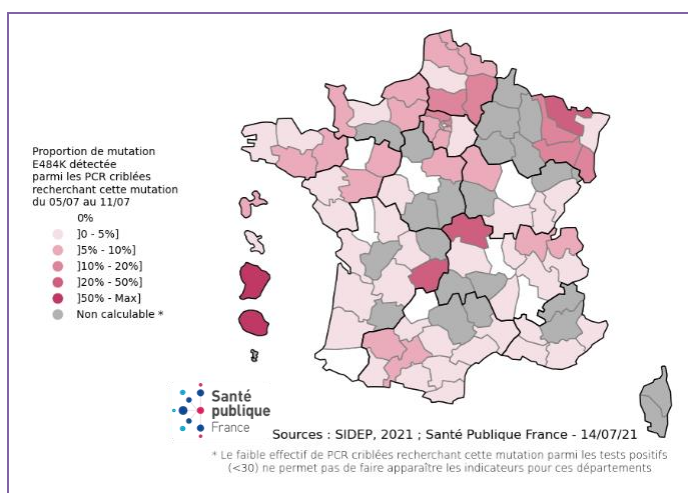 Proportion de mutation
E484K détectée
parmi les PCR criblées
recherchant cette mutation
du 05/07 au 11/07
0%
]0 - 5%]
]5% - 10%]
]10% - 20%]
]20% - 50%]
]50% - Max]
Non calculable *
Santé
publique
France
Sources : SIDEP, 2021 ; Santé Publique France - 14/07/21
* Le faible effectif de PCR criblées recherchant cette mutation parmi les tests positifs
(<30) ne permet pas de faire apparaître les indicateurs pour ces départements